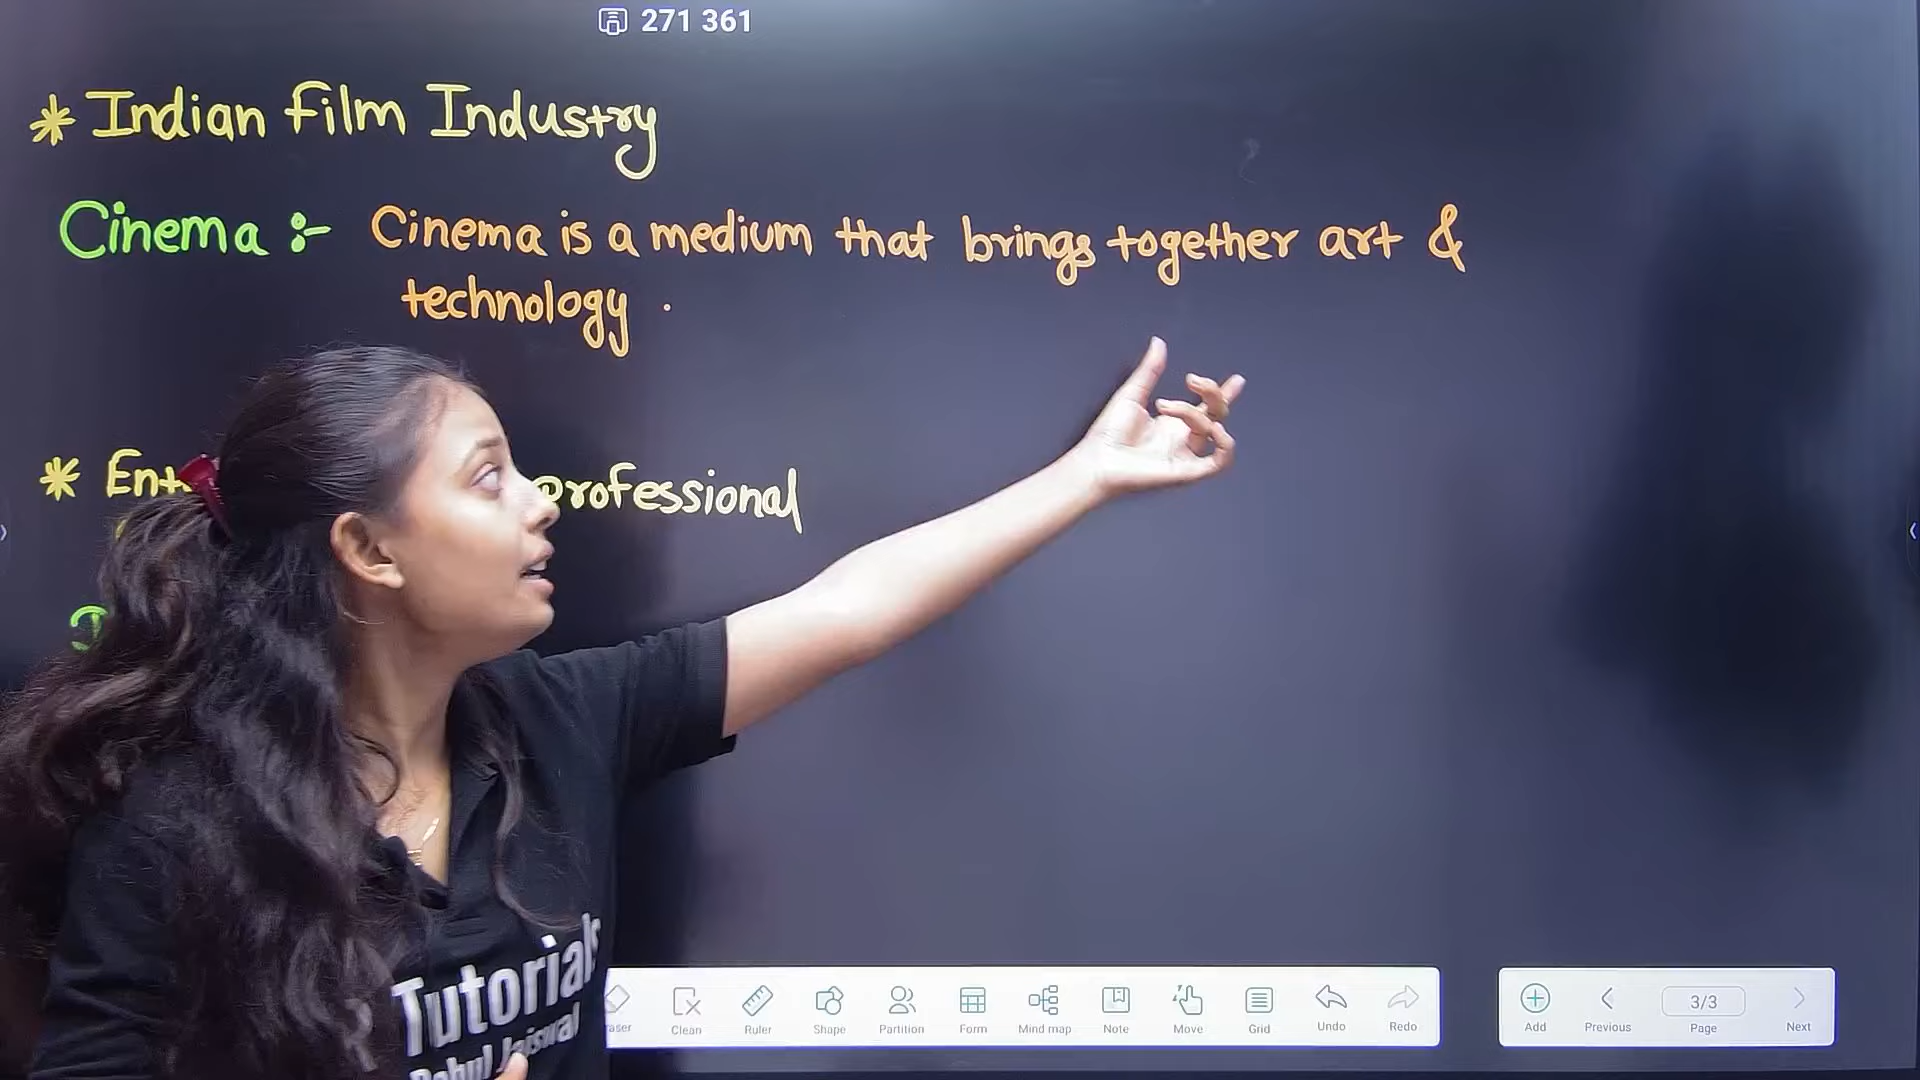 271 361
* Indian Film Industry
Cinema :- Cinema is a medium that brings together art &
technology .
* professional
Tutorials
Clean Ruler Shape Partition Form Mind map Note Move Grid Undo Redo
Add Previous 3/3 Page Next